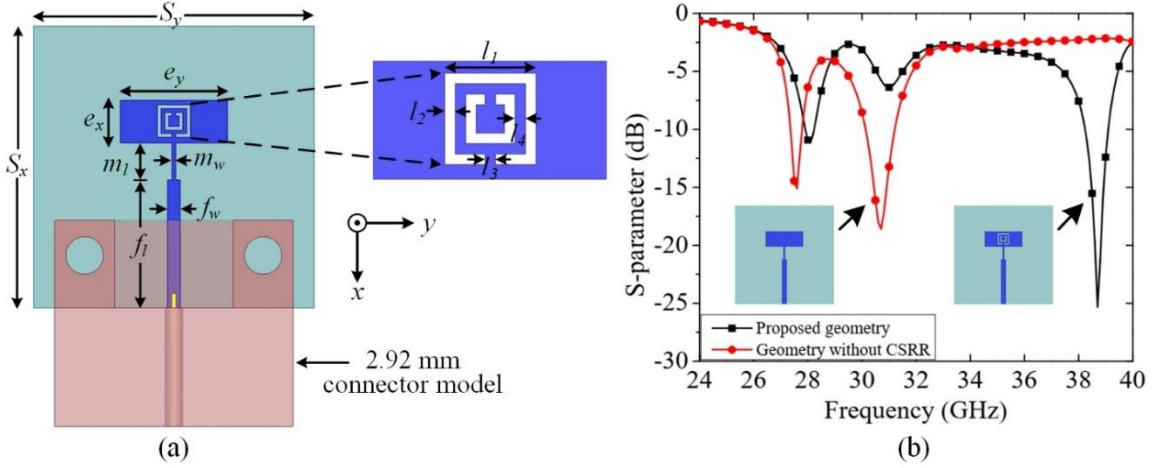 S_y
S_x
e_y
e_x
m_l
m_w
f_w
f_l
l_1
l_2
l_4
l_3
y
x
2.92 mm
connector model
(a)
S-parameter (dB)
0
-5
-10
-15
-20
-25
-30
Proposed geometry
Geometry without CSRR
24 26 28 30 32 34 36 38 40
Frequency (GHz)
(b)